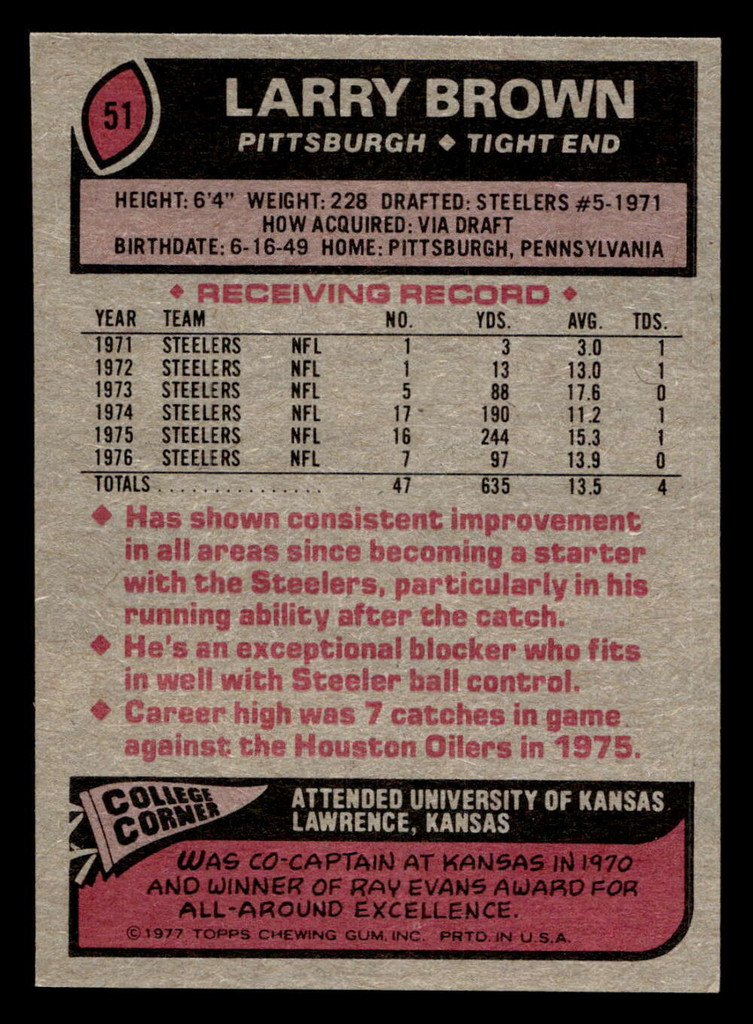 51
LARRY BROWN
PITTSBURGH ◆ TIGHT END
HEIGHT: 6'4" WEIGHT: 228 DRAFTED: STEELERS #5-1971
HOW ACQUIRED: VIA DRAFT
BIRTHDATE: 6-16-49 HOME: PITTSBURGH, PENNSYLVANIA
◆ RECEIVING RECORD ◆
YEAR TEAM NO. YDS. AVG. TDS.
1971 STEELERS NFL 1 3 3.0 1
1972 STEELERS NFL 1 13 13.0 1
1973 STEELERS NFL 5 88 17.6 0
1974 STEELERS NFL 17 190 11.2 1
1975 STEELERS NFL 16 244 15.3 1
1976 STEELERS NFL 7 97 13.9 0
TOTALS ............... 47 635 13.5 4
◆ Has shown consistent improvement
in all areas since becoming a starter
with the Steelers, particularly in his
running ability after the catch.
◆ He's an exceptional blocker who fits
in well with Steeler ball control.
◆ Career high was 7 catches in game
against the Houston Oilers in 1975.
COLLEGE
CORNER
ATTENDED UNIVERSITY OF KANSAS
LAWRENCE, KANSAS
WAS CO-CAPTAIN AT KANSAS IN 1970
AND WINNER OF RAY EVANS AWARD FOR
ALL-AROUND EXCELLENCE.
©1977 TOPPS CHEWING GUM, INC. PRTD. IN U.S.A.